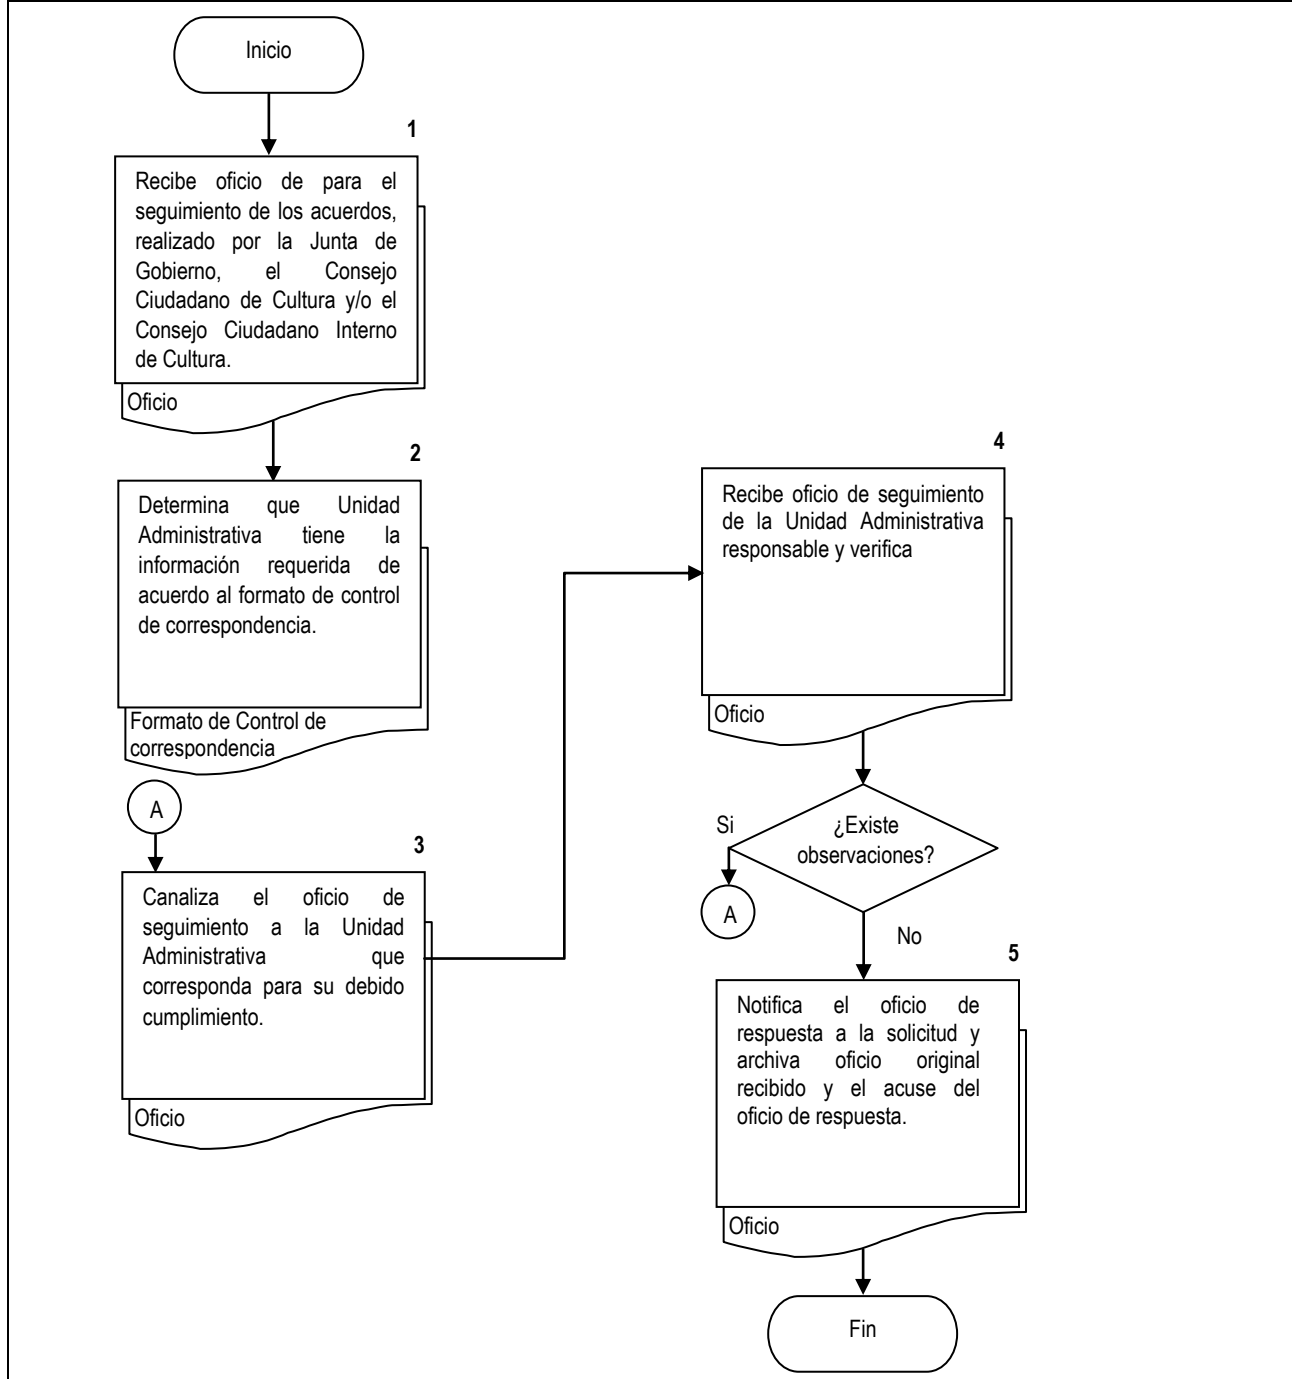 Inicio
1
Recibe oficio de para el
seguimiento de los acuerdos,
realizado por la Junta de
Gobierno, el Consejo
Ciudadano de Cultura y/o el
Consejo Ciudadano Interno
de Cultura.
Oficio
2
Determina que Unidad
Administrativa tiene la
información requerida de
acuerdo al formato de control
de correspondencia.
Formato de Control de
correspondencia
A
3
Canaliza el oficio de
seguimiento a la Unidad
Administrativa que
corresponda para su debido
cumplimiento.
Oficio
4
Recibe oficio de seguimiento
de la Unidad Administrativa
responsable y verifica
Oficio
¿Existe
observaciones?
Si
A
No
5
Notifica el oficio de
respuesta a la solicitud y
archiva oficio original
recibido y el acuse del
oficio de respuesta.
Oficio
Fin